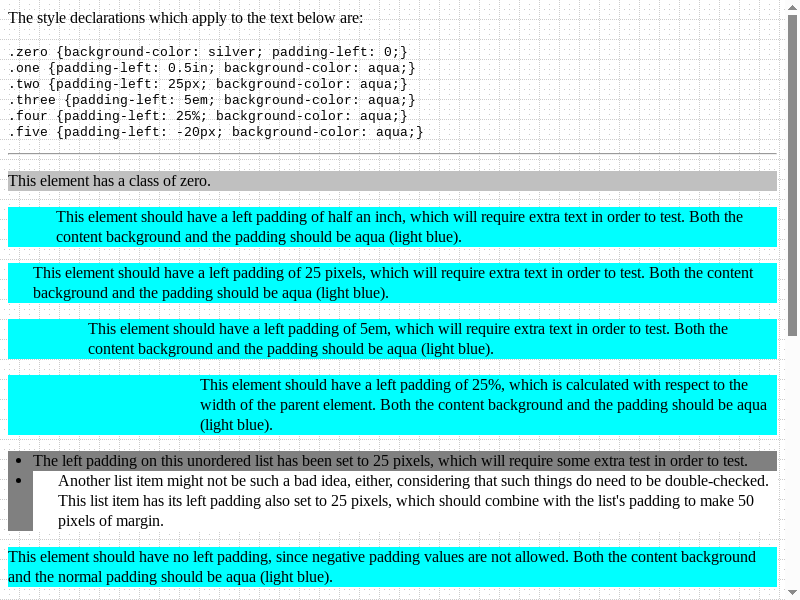 The style declarations which apply to the text below are:
.zero {background-color: silver; padding-left: 0;}
.one {padding-left: 0.5in; background-color: aqua;}
.two {padding-left: 25px; background-color: aqua;}
.three {padding-left: 5em; background-color: aqua;}
.four {padding-left: 25%; background-color: aqua;}
.five {padding-left: -20px; background-color: aqua;}
This element has a class of zero.
This element should have a left padding of half an inch, which will require extra text in order to test. Both the
content background and the padding should be aqua (light blue).
This element should have a left padding of 25 pixels, which will require extra text in order to test. Both the content
background and the padding should be aqua (light blue).
This element should have a left padding of 5em, which will require extra text in order to test. Both the
content background and the padding should be aqua (light blue).
This element should have a left padding of 25%, which is calculated with respect to the
width of the parent element. Both the content background and the padding should be aqua
(light blue).
• The left padding on this unordered list has been set to 25 pixels, which will require some extra test in order to test.
• Another list item might not be such a bad idea, either, considering that such things do need to be double-checked.
This list item has its left padding also set to 25 pixels, which should combine with the list's padding to make 50
pixels of margin.
This element should have no left padding, since negative padding values are not allowed. Both the content background
and the normal padding should be aqua (light blue).